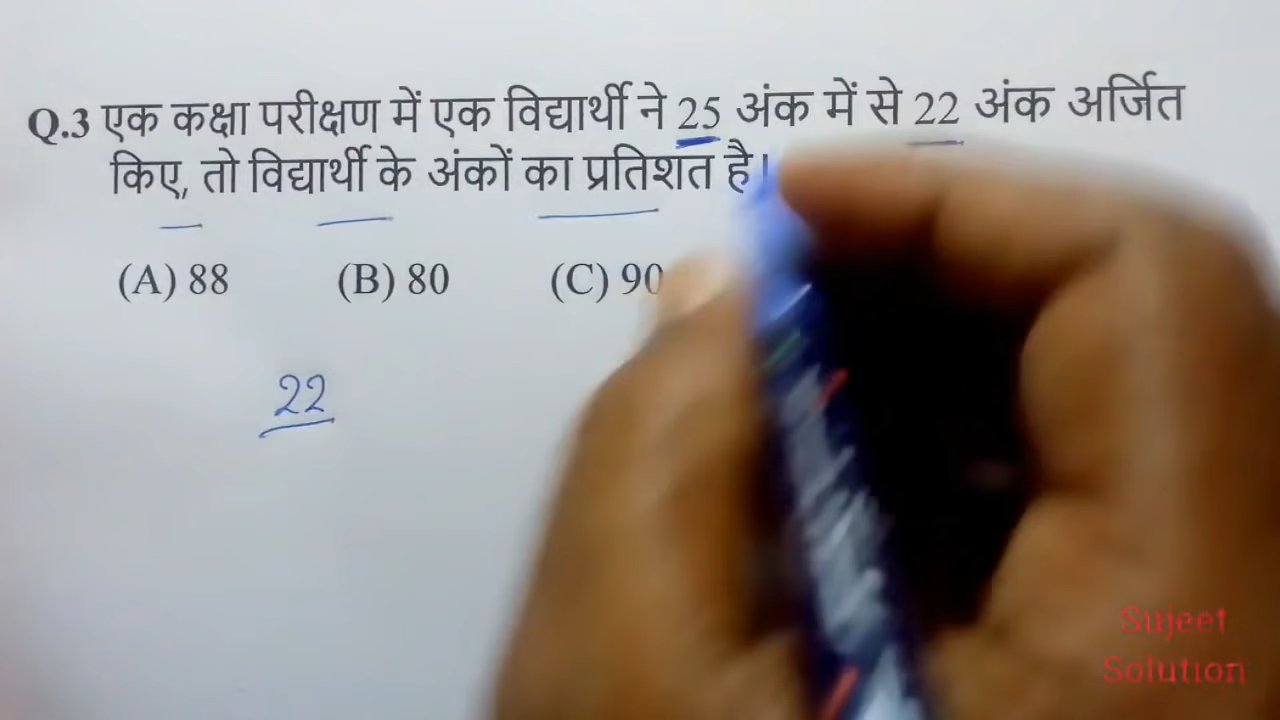 Q.3 एक कक्षा परीक्षण में एक विद्यार्थी ने 25 अंक में से 22 अंक अर्जित
किए, तो विद्यार्थी के अंकों का प्रतिशत है
(A) 88 (B) 80 (C) 90
22
Sujeet
Solution